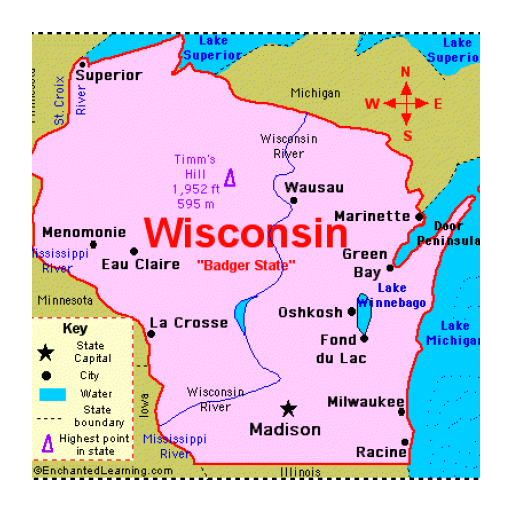 Lake
Superior
Lake
Superio
Superior
Minnesota
St. Croix
River
Michigan
N
W
E
S
Wisconsin
River
Timm's
Hill
1,952 ft
595 m
Wausau
Marinette
Door
Peninsula
Menomonie
Wisconsin
"Badger State"
Green
Bay
ississippi
River
Eau Claire
Lake
Winnebago
Minnesota
Oshkosh
La Crosse
Fond
du Lac
Lake
Michigan
Key
State
Capital
City
Water
State
boundary
Highest point
in state
Iowa
Wisconsin
River
Milwaukee
Madison
Mississippi
River
Racine
©EnchantedLearning.com
Illinois